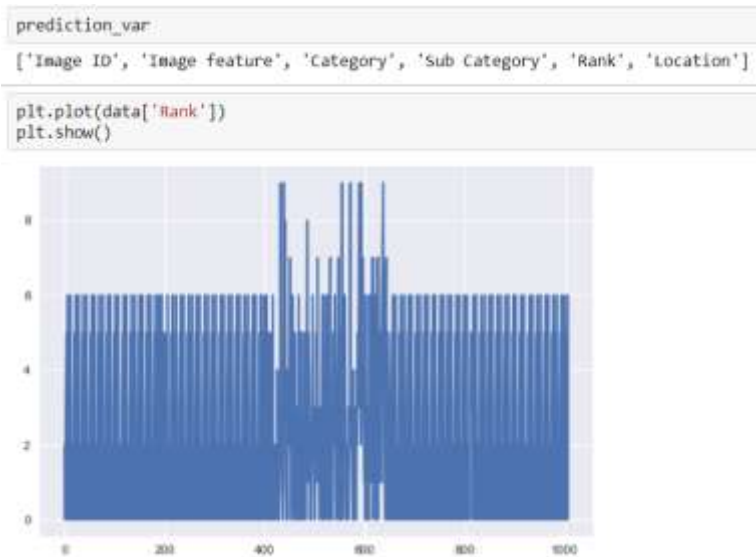 prediction_var
['Image ID', 'Image feature', 'Category', 'Sub Category', 'Rank', 'Location']
plt.plot(data['Rank'])
plt.show()
8
6
4
2
0
0 200 400 600 800 1000